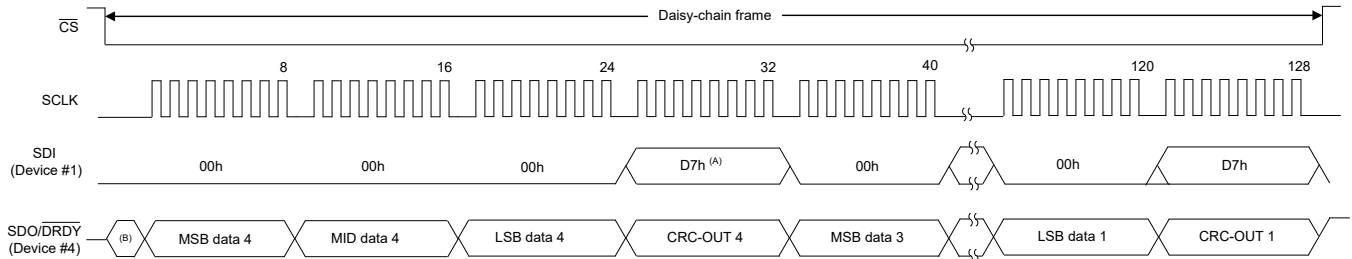 Daisy-chain frame
CS
8 16 24 32 40 120 128
SCLK
SDI
(Device #1)
00h 00h 00h D7h (A) 00h 00h D7h
SDO/DRDY
(Device #4)
(B) MSB data 4 MID data 4 LSB data 4 CRC-OUT 4 MSB data 3 LSB data 1 CRC-OUT 1